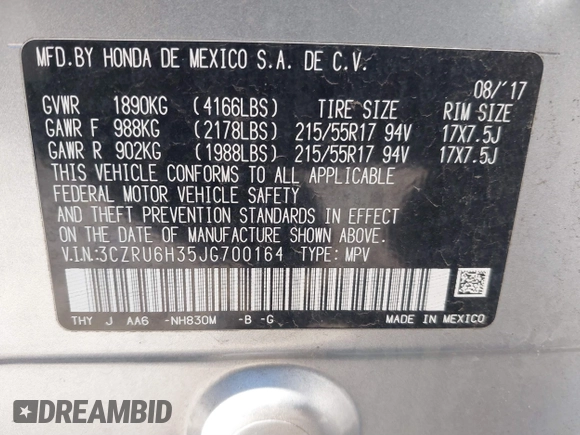 MFD.BY HONDA DE MEXICO S.A. DE C.V.
08/'17
GVWR 1890KG (4166LBS) TIRE SIZE RIM SIZE
GAWR F 988KG (2178LBS) 215/55R17 94V 17X7.5J
GAWR R 902KG (1988LBS) 215/55R17 94V 17X7.5J
THIS VEHICLE CONFORMS TO ALL APPLICABLE
FEDERAL MOTOR VEHICLE SAFETY
AND THEFT PREVENTION STANDARDS IN EFFECT
ON THE DATE OF MANUFACTURE SHOWN ABOVE.
V.I.N:3CZRU6H35JG700164 TYPE: MPV
THY J AA6 -NH830M -B -G MADE IN MEXICO
DREAMBID